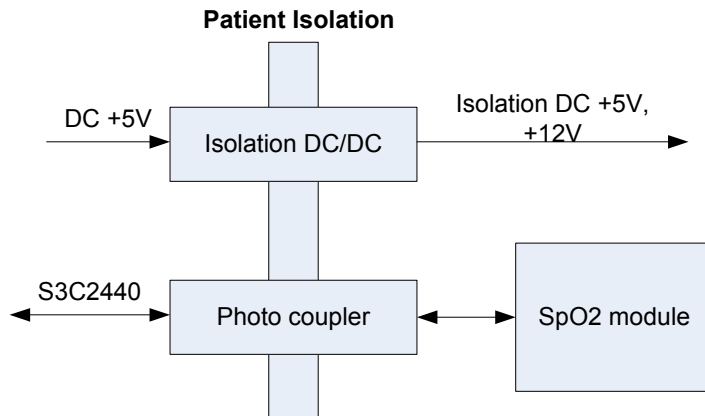 Patient Isolation
DC +5V
Isolation DC/DC
Isolation DC +5V,
+12V
S3C2440
Photo coupler
SpO2 module